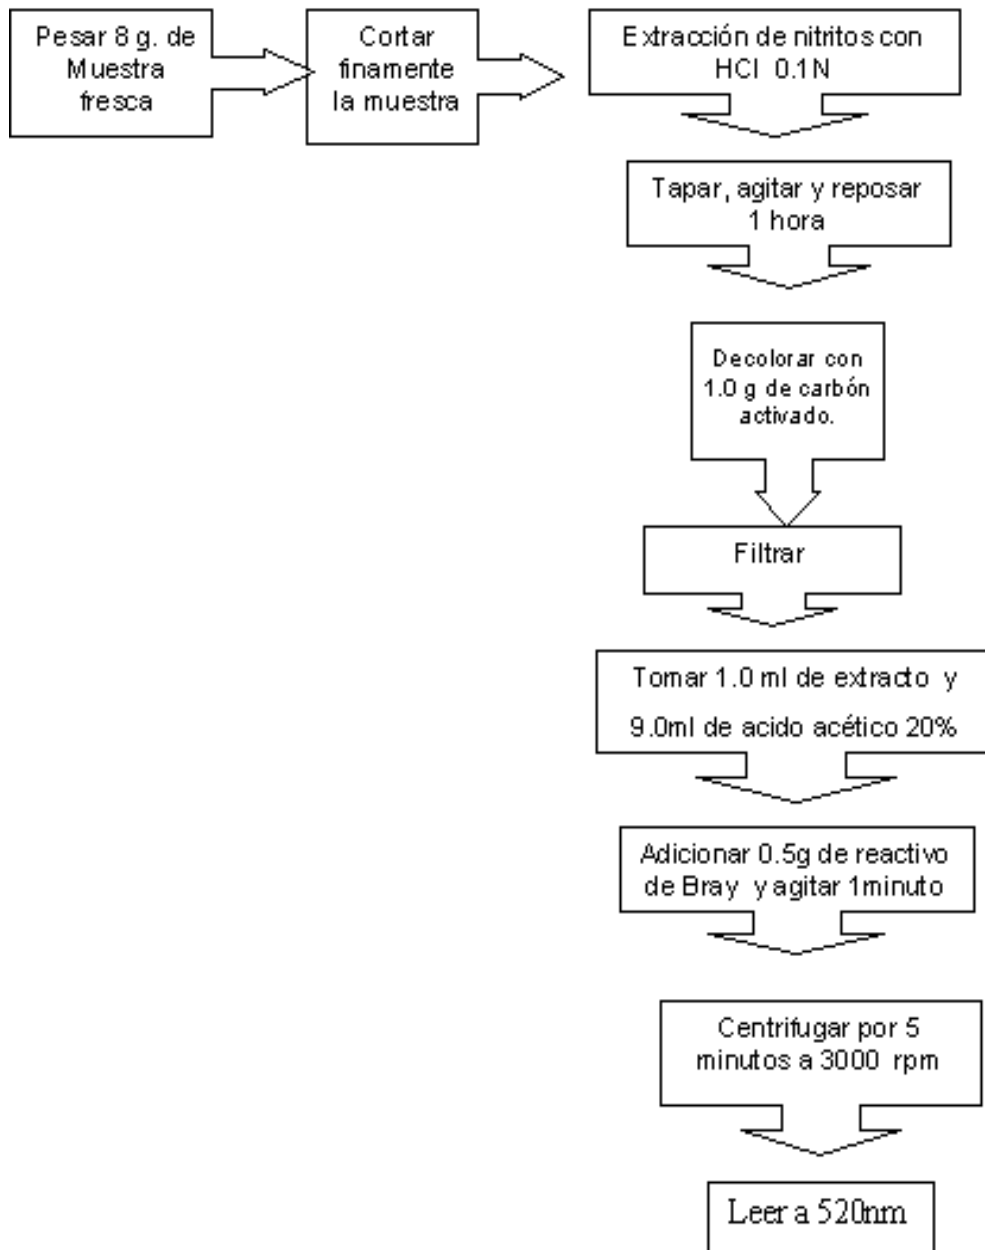 Pesar 8 g. de
Muestra
fresca
Cortar
finamente
la muestra
Extracción de nitritos con
HCl 0.1N
Tapar, agitar y reposar
1 hora
Decolorar con
1.0 g de carbón
activado.
Filtrar
Tomar 1.0 ml de extracto y
9.0ml de acido acético 20%
Adicionar 0.5g de reactivo
de Bray y agitar 1minuto
Centrifugar por 5
minutos a 3000 rpm
Leer a 520nm